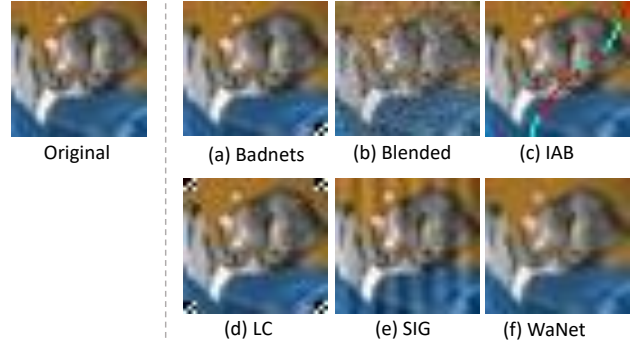 Original
(a) Badnets
(b) Blended
(c) IAB
(d) LC
(e) SIG
(f) WaNet